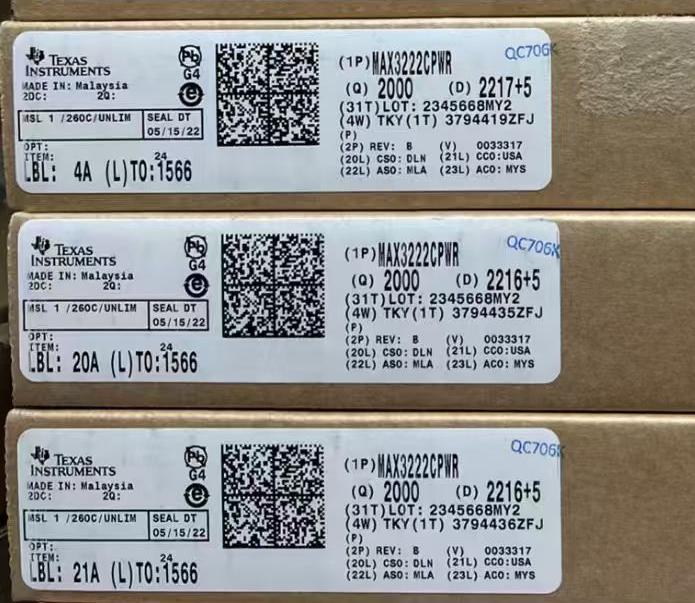 TEXAS INSTRUMENTS
MADE IN: Malaysia
2DC: 2Q:
MSL 1 /260C/UNLIM SEAL DT
05/15/22
OPT:
ITEM: 24
LBL: 4A (L)TO:1566
Pb
G4
e
(1P)MAX3222CPWR
QC706
(Q) 2000 (D) 2217+5
(31T)LOT: 2345668MY2
(4W) TKY(1T) 3794419ZFJ
(P)
(2P) REV: B (V) 0033317
(20L) CSO:DLN (21L) CCO:USA
(22L) ASO:MLA (23L) ACO:MYS
TEXAS INSTRUMENTS
MADE IN: Malaysia
2DC: 2Q:
MSL 1 /260C/UNLIM SEAL DT
05/15/22
OPT:
ITEM: 24
LBL: 20A (L)TO:1566
Pb
G4
e
(1P)MAX3222CPWR
QC706
(Q) 2000 (D) 2216+5
(31T)LOT: 2345668MY2
(4W) TKY(1T) 3794435ZFJ
(P)
(2P) REV: B (V) 0033317
(20L) CSO:DLN (21L) CCO:USA
(22L) ASO:MLA (23L) ACO:MYS
TEXAS INSTRUMENTS
MADE IN: Malaysia
2DC: 2Q:
MSL 1 /260C/UNLIM SEAL DT
05/15/22
OPT:
ITEM: 24
LBL: 21A (L)TO:1566
Pb
G4
e
(1P)MAX3222CPWR
QC706
(Q) 2000 (D) 2216+5
(31T)LOT: 2345668MY2
(4W) TKY(1T) 3794436ZFJ
(P)
(2P) REV: B (V) 0033317
(20L) CSO:DLN (21L) CCO:USA
(22L) ASO:MLA (23L) ACO:MYS